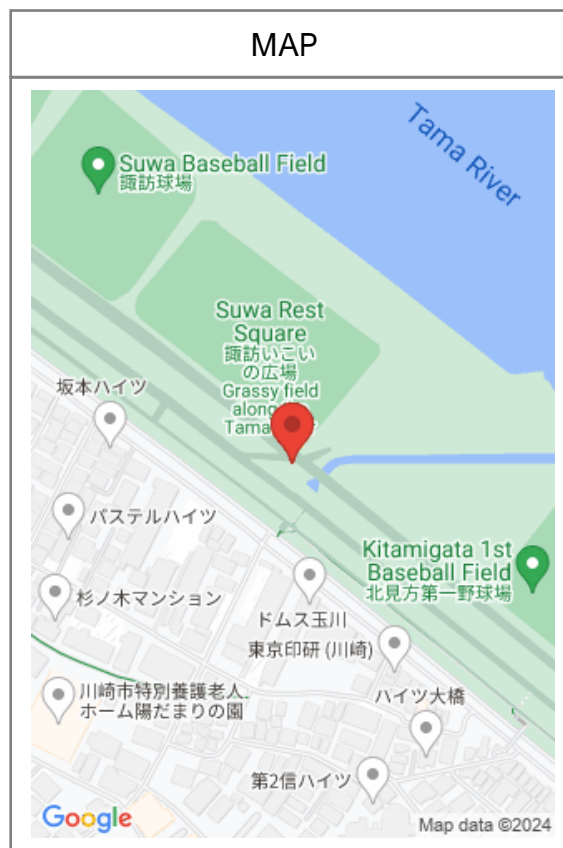 MAP
Tama River
Suwa Baseball Field
諏訪球場
Suwa Rest
Square
諏訪いこい
の広場
Grassy field
along
Tama
坂本ハイツ
パステルハイツ
Kitamigata 1st
Baseball Field
北見方第一野球場
杉ノ木マンション
ドムス玉川
東京印研 (川崎)
川崎市特別養護老人.
ホーム陽だまりの園
ハイツ大橋
第2信ハイツ
Google
Map data ©2024